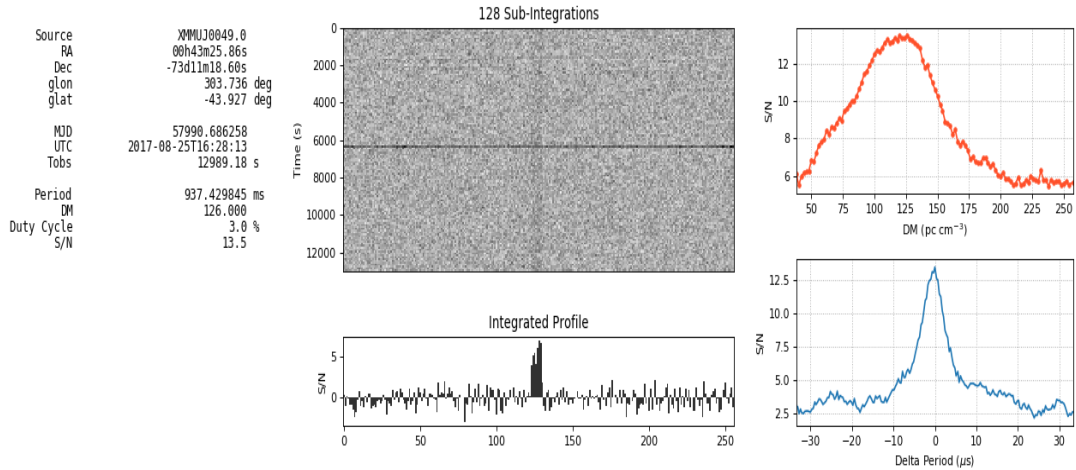 Source XMMUJ0049.0
RA 00h43m25.86s
Dec -73d11m18.60s
glon 303.736 deg
glat -43.927 deg
MJD 57990.686258
UTC 2017-08-25T16:28:13
Tobs 12989.18 s
Period 937.429845 ms
DM 126.000
Duty Cycle 3.0 %
S/N 13.5
128 Sub-Integrations
Time (s)
0
2000
4000
6000
8000
10000
12000
Integrated Profile
S/N
5
0
0 50 100 150 200 250
S/N
12
10
8
6
50 75 100 125 150 175 200 225 250
DM (pc cm⁻³)
S/N
12.5
10.0
7.5
5.0
2.5
−30 −20 −10 0 10 20 30
Delta Period (μs)